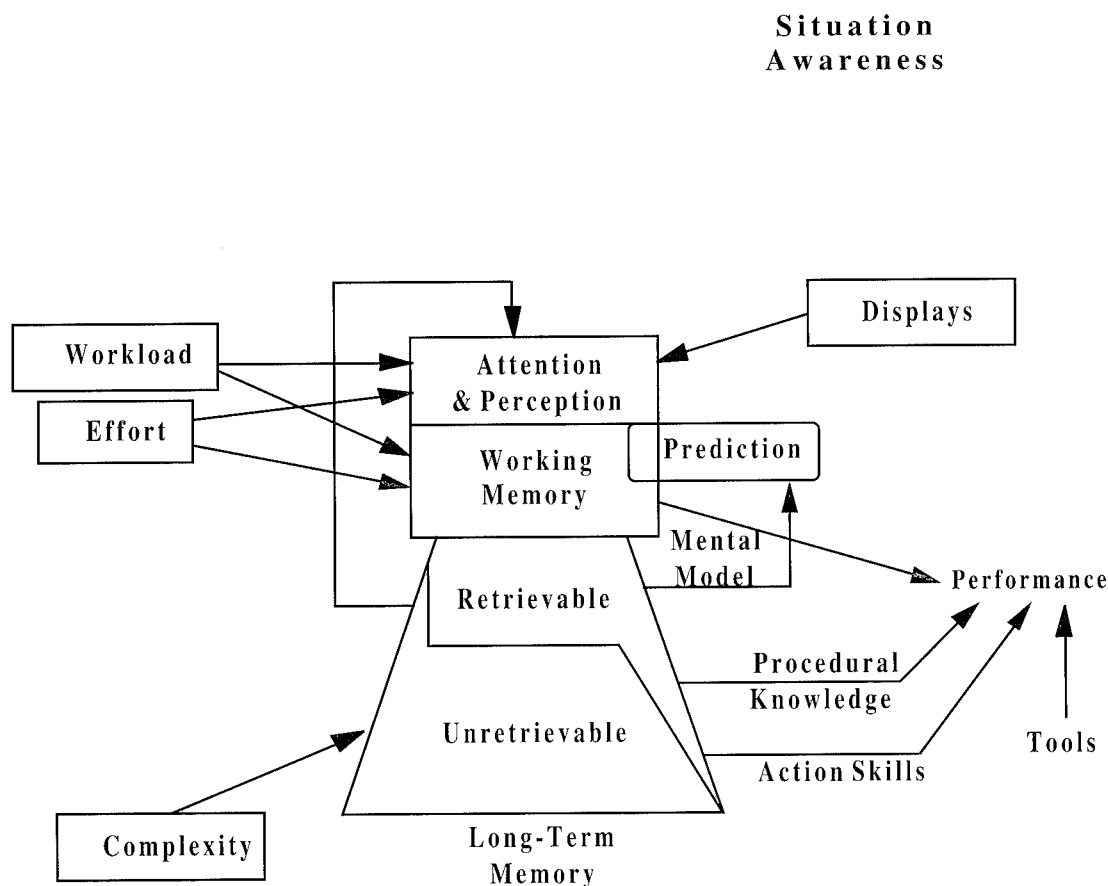 Situation
Awareness
Displays
Workload
Attention
& Perception
Effort
Prediction
Working
Memory
Mental
Model
Performance
Retrievable
Procedural
Knowledge
Unretrievable
Tools
Action Skills
Complexity
Long-Term
Memory